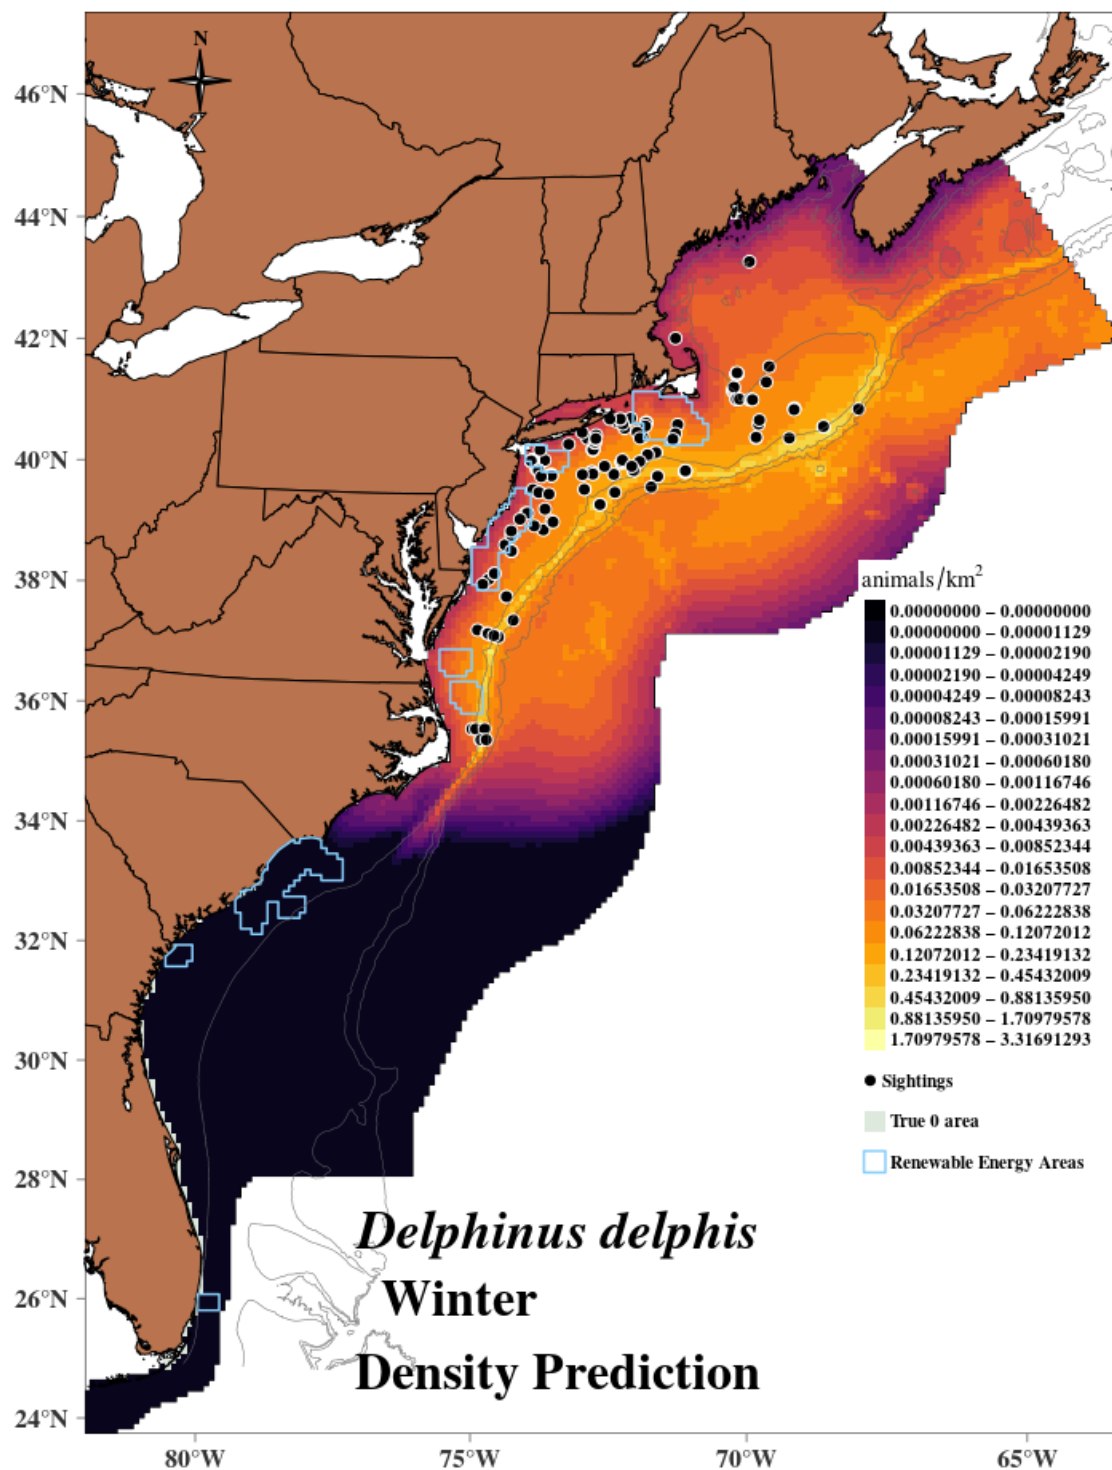 N
46°N
44°N
42°N
40°N
38°N
36°N
34°N
32°N
30°N
28°N
26°N
24°N
80°W
75°W
70°W
65°W
animals/km²
0.00000000 – 0.00000000
0.00000000 – 0.00001129
0.00001129 – 0.00002190
0.00002190 – 0.00004249
0.00004249 – 0.00008243
0.00008243 – 0.00015991
0.00015991 – 0.00031021
0.00031021 – 0.00060180
0.00060180 – 0.00116746
0.00116746 – 0.00226482
0.00226482 – 0.00439363
0.00439363 – 0.00852344
0.00852344 – 0.01653508
0.01653508 – 0.03207727
0.03207727 – 0.06222838
0.06222838 – 0.12072012
0.12072012 – 0.23419132
0.23419132 – 0.45432009
0.45432009 – 0.88135950
0.88135950 – 1.70979578
1.70979578 – 3.31691293
Sightings
True 0 area
Renewable Energy Areas
Delphinus delphis
Winter
Density Prediction